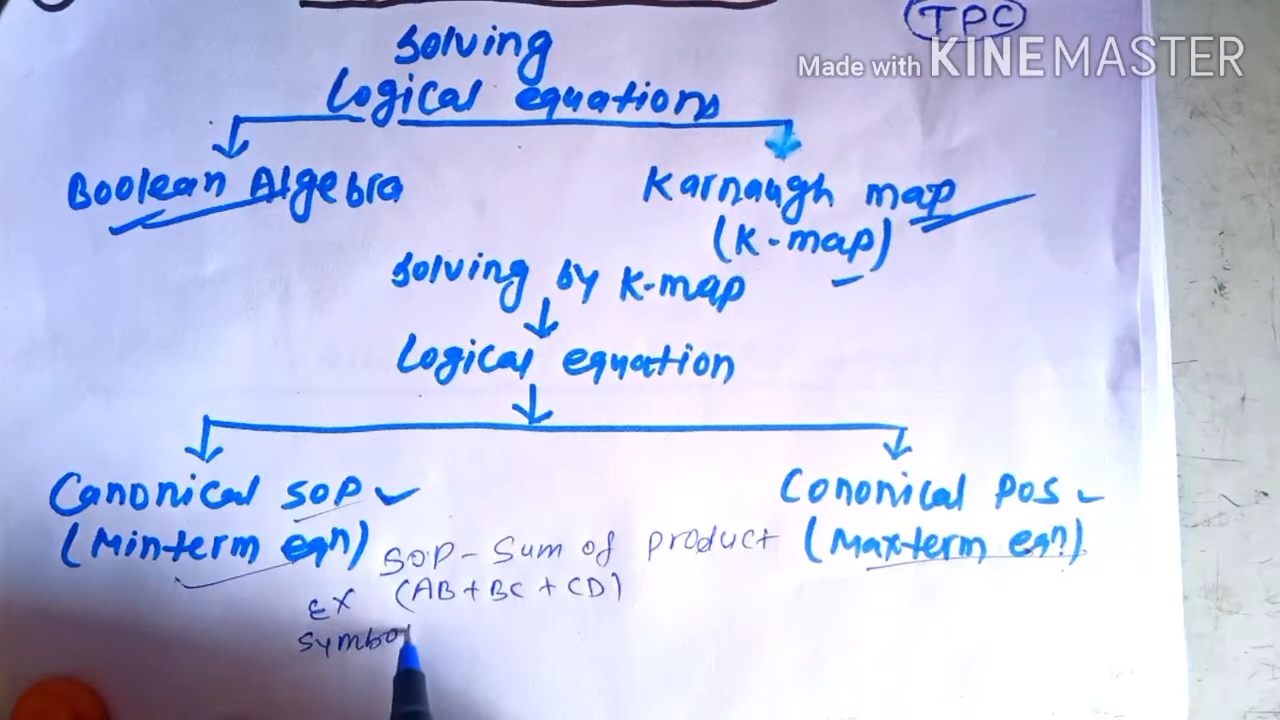 TPC
Made with KINEMASTER
Solving
Logical equations
Boolean Algebra
Karnaugh map
(K-map)
Solving by K-map
Logical equation
Canonical SOP
(Minterm eqn)
Cononical POS
(Maxterm eqn)
SOP - Sum of product
Ex (AB + BC + CD)
Symbo